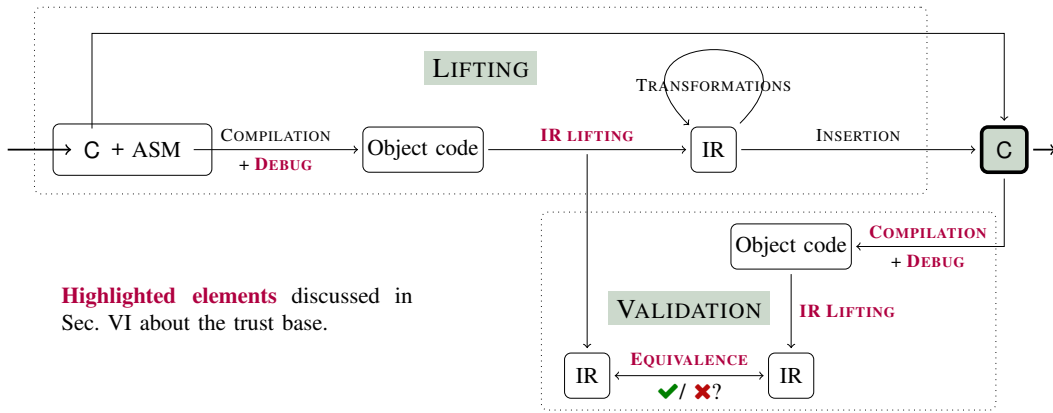 LIFTING
TRANSFORMATIONS
C + ASM
COMPILATION
+ DEBUG
Object code
IR LIFTING
IR
INSERTION
C
Object code
COMPILATION
+ DEBUG
Highlighted elements discussed in
Sec. VI about the trust base.
VALIDATION
IR LIFTING
IR
EQUIVALENCE
✔/ ✖?
IR